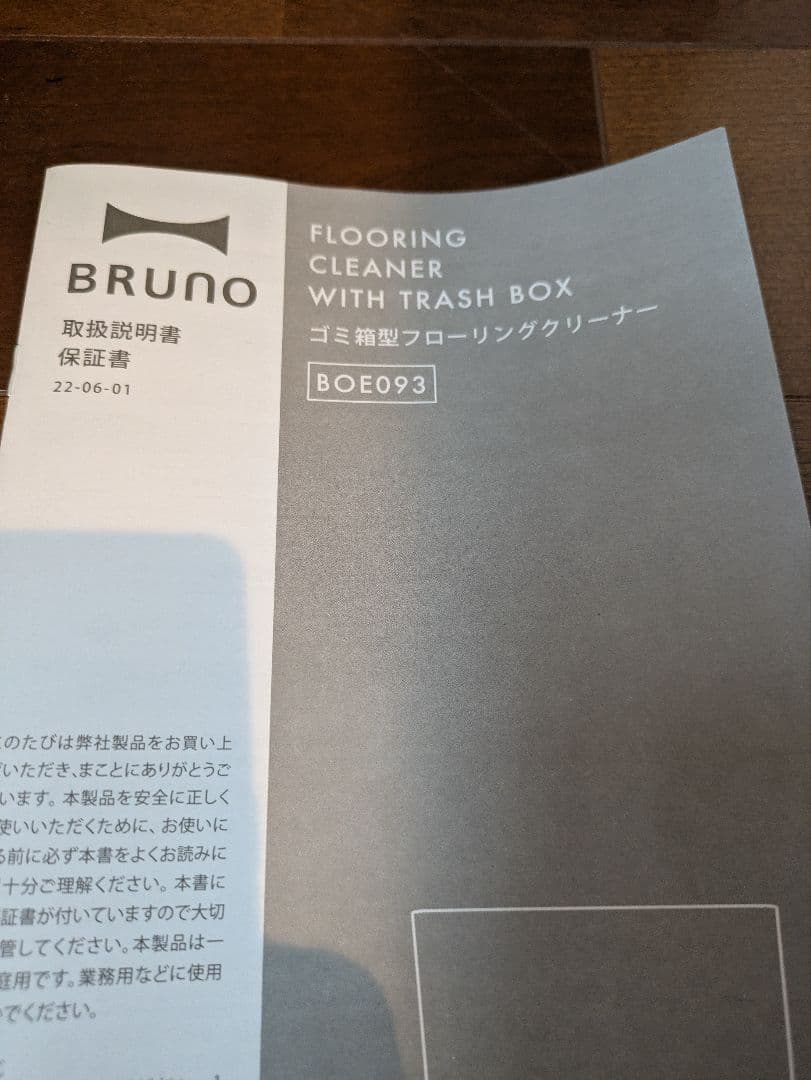 BRUNO
取扱説明書
保証書
22-06-01
FLOORING
CLEANER
WITH TRASH BOX
ゴミ箱型フローリングクリーナー
BOE093
のたびは弊社製品をお買い上
いただき、まことにありがとうご
います。本製品を安全に正しく
使いいただくために、お使いに
る前に必ず本書をよくお読みに
十分ご理解ください。本書に
証書が付いていますので大切
管してください。本製品は一
庭用です。業務用などに使用
でください。